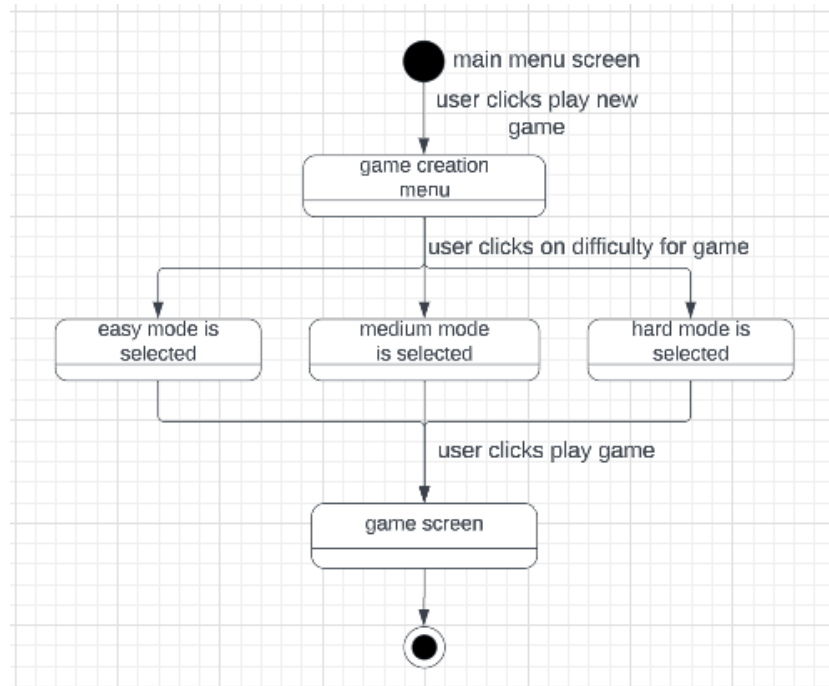 main menu screen
user clicks play new
game
game creation
menu
user clicks on difficulty for game
easy mode is
selected
medium mode
is selected
hard mode is
selected
user clicks play game
game screen